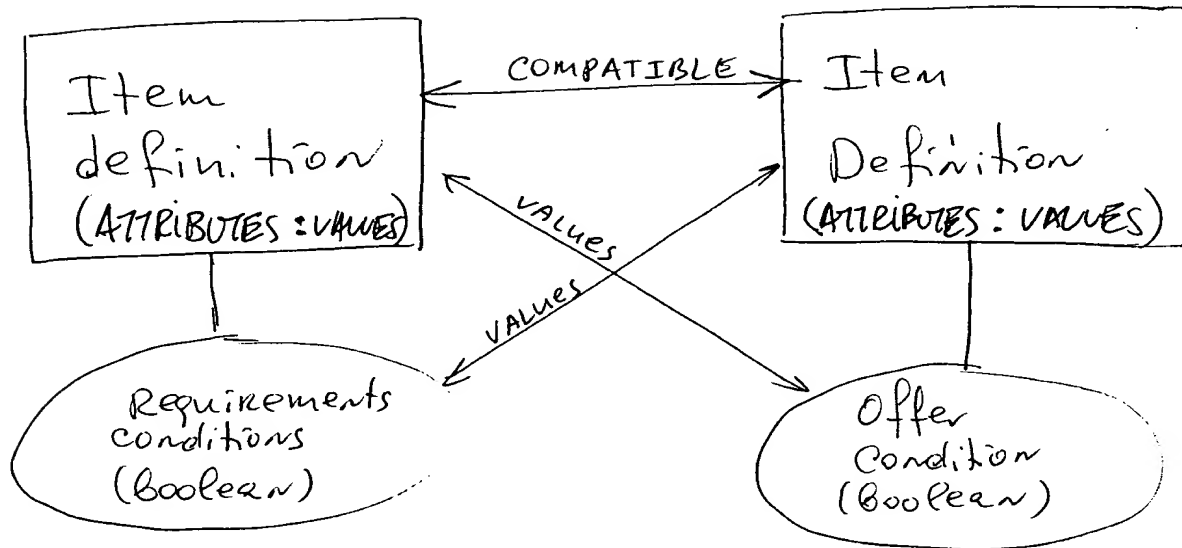 COMPATIBLE
Item
definition
(ATTRIBUTES : VALUES)
Item
Definition
(ATTRIBUTES : VALUES)
VALUES
VALUES
Requirements
conditions
(Boolean)
Offer
Condition
(Boolean)